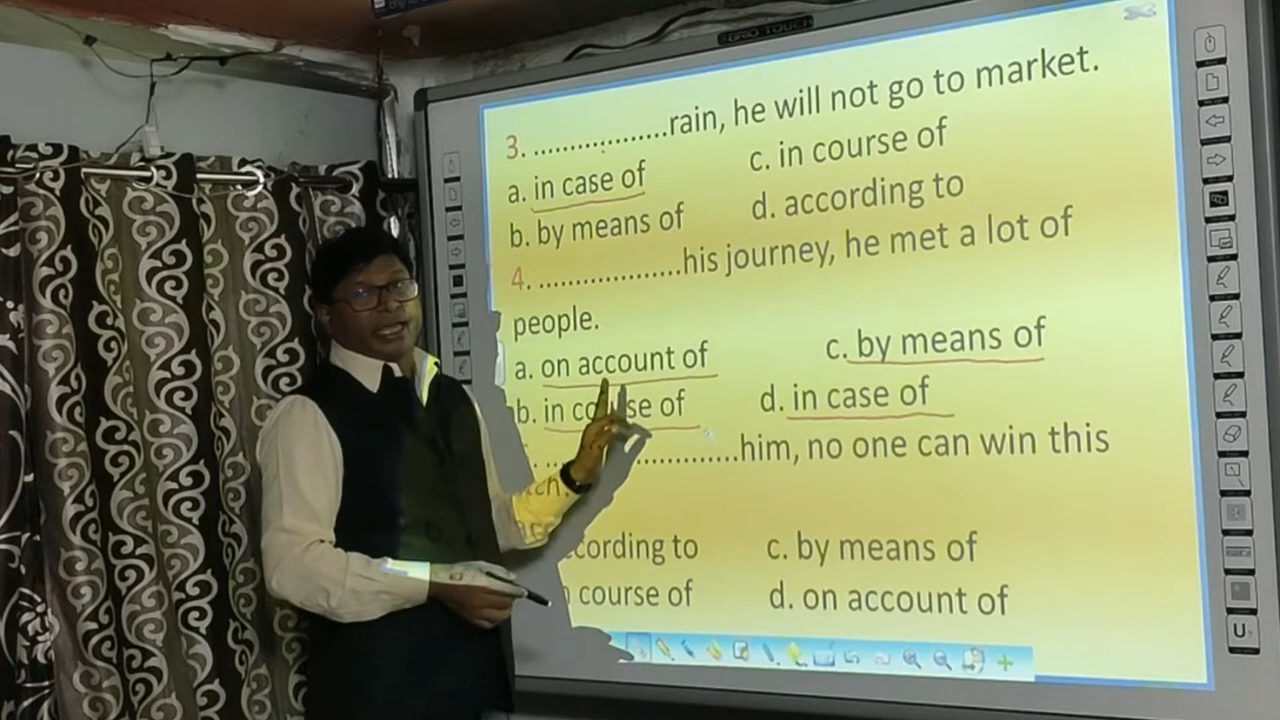 BRIO TOUCH
3. ...................rain, he will not go to market.
a. in case of c. in course of
b. by means of d. according to
4. ....................his journey, he met a lot of
people.
a. on account of c. by means of
b. in course of d. in case of
him, no one can win this
cording to c. by means of
course of d. on account of